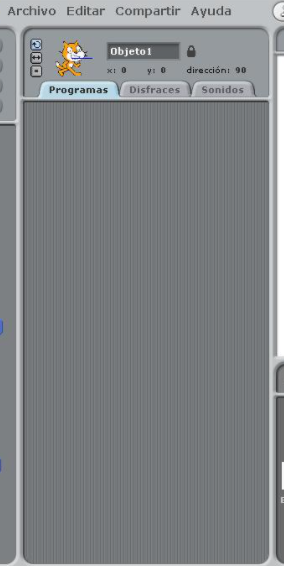 Archivo Editar Compartir Ayuda
Objeto1
x: 0 y: 0 dirección: 90
Programas Disfraces Sonidos